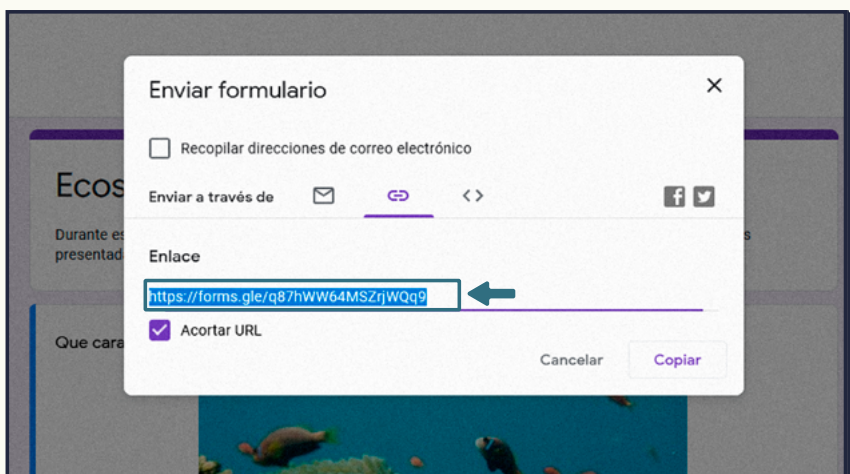 Enviar formulario
Recopilar direcciones de correo electrónico
Ecos
Enviar a través de
Durante es
s
presentad
Enlace
https://forms.gle/q87hWW64MSZrjWQq9
Acortar URL
Que cara
Cancelar Copiar